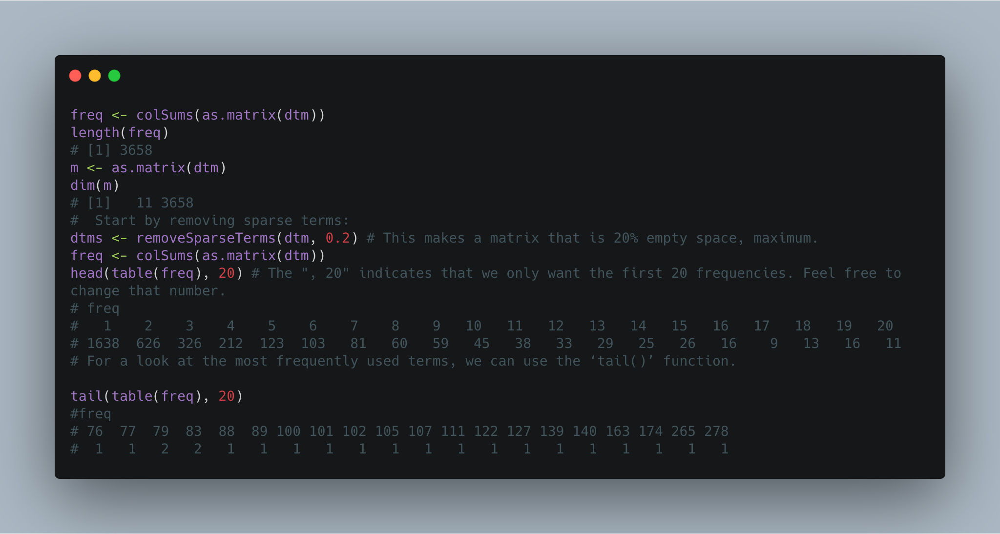 freq <- colSums(as.matrix(dtm))
length(freq)
# [1] 3658
m <- as.matrix(dtm)
dim(m)
# [1]   11 3658
#  Start by removing sparse terms:
dtms <- removeSparseTerms(dtm, 0.2) # This makes a matrix that is 20% empty space, maximum.
freq <- colSums(as.matrix(dtm))
head(table(freq), 20) # The ", 20" indicates that we only want the first 20 frequencies. Feel free to
change that number.
# freq
#   1    2    3    4    5    6    7    8    9   10   11   12   13   14   15   16   17   18   19   20
# 1638  626  326  212  123  103   81   60   59   45   38   33   29   25   26   16    9   13   16   11
# For a look at the most frequently used terms, we can use the ‘tail()’ function.

tail(table(freq), 20)
#freq
# 76  77  79  83  88  89 100 101 102 105 107 111 122 127 139 140 163 174 265 278
#  1   1   2   2   1   1   1   1   1   1   1   1   1   1   1   1   1   1   1   1